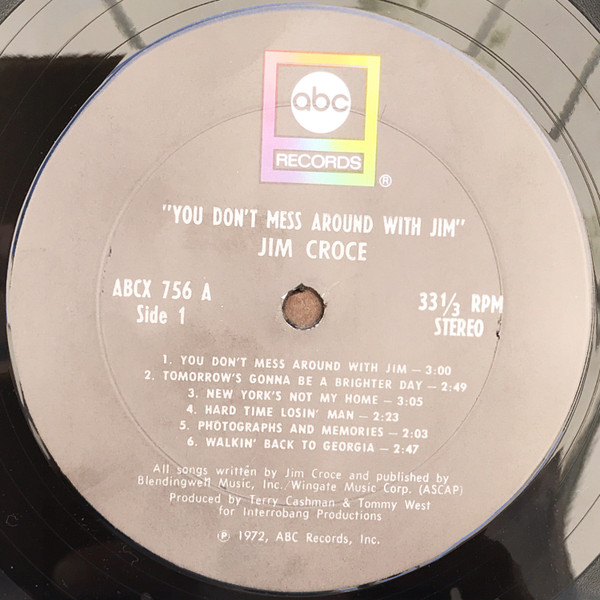 abc
RECORDS
®
"YOU DON'T MESS AROUND WITH JIM"
JIM CROCE
ABCX 756 A
Side 1
33 1/3 RPM
STEREO
1. YOU DON'T MESS AROUND WITH JIM — 3:00
2. TOMORROW'S GONNA BE A BRIGHTER DAY — 2:49
3. NEW YORK'S NOT MY HOME — 3:05
4. HARD TIME LOSIN' MAN — 2:23
5. PHOTOGRAPHS AND MEMORIES — 2:03
6. WALKIN' BACK TO GEORGIA — 2:47
All songs written by Jim Croce and published by
Blendingwell Music, Inc./Wingate Music Corp. (ASCAP)
Produced by Terry Cashman & Tommy West
for Interrobang Productions
℗ 1972, ABC Records, Inc.